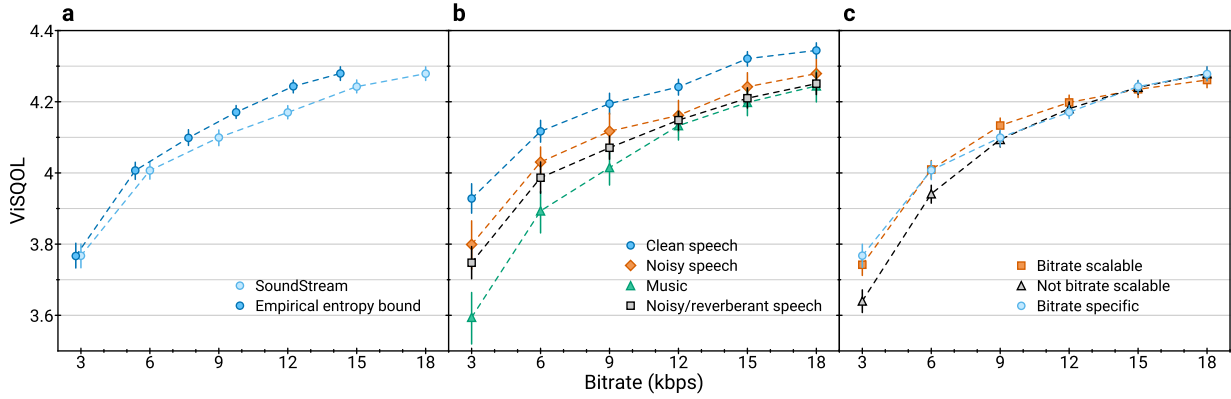 a
b
c
4.4
4.2
4
3.8
3.6
ViSQOL
SoundStream
Empirical entropy bound
Clean speech
Noisy speech
Music
Noisy/reverberant speech
Bitrate scalable
Not bitrate scalable
Bitrate specific
3 6 9 12 15 18
3 6 9 12 15 18
3 6 9 12 15 18
Bitrate (kbps)